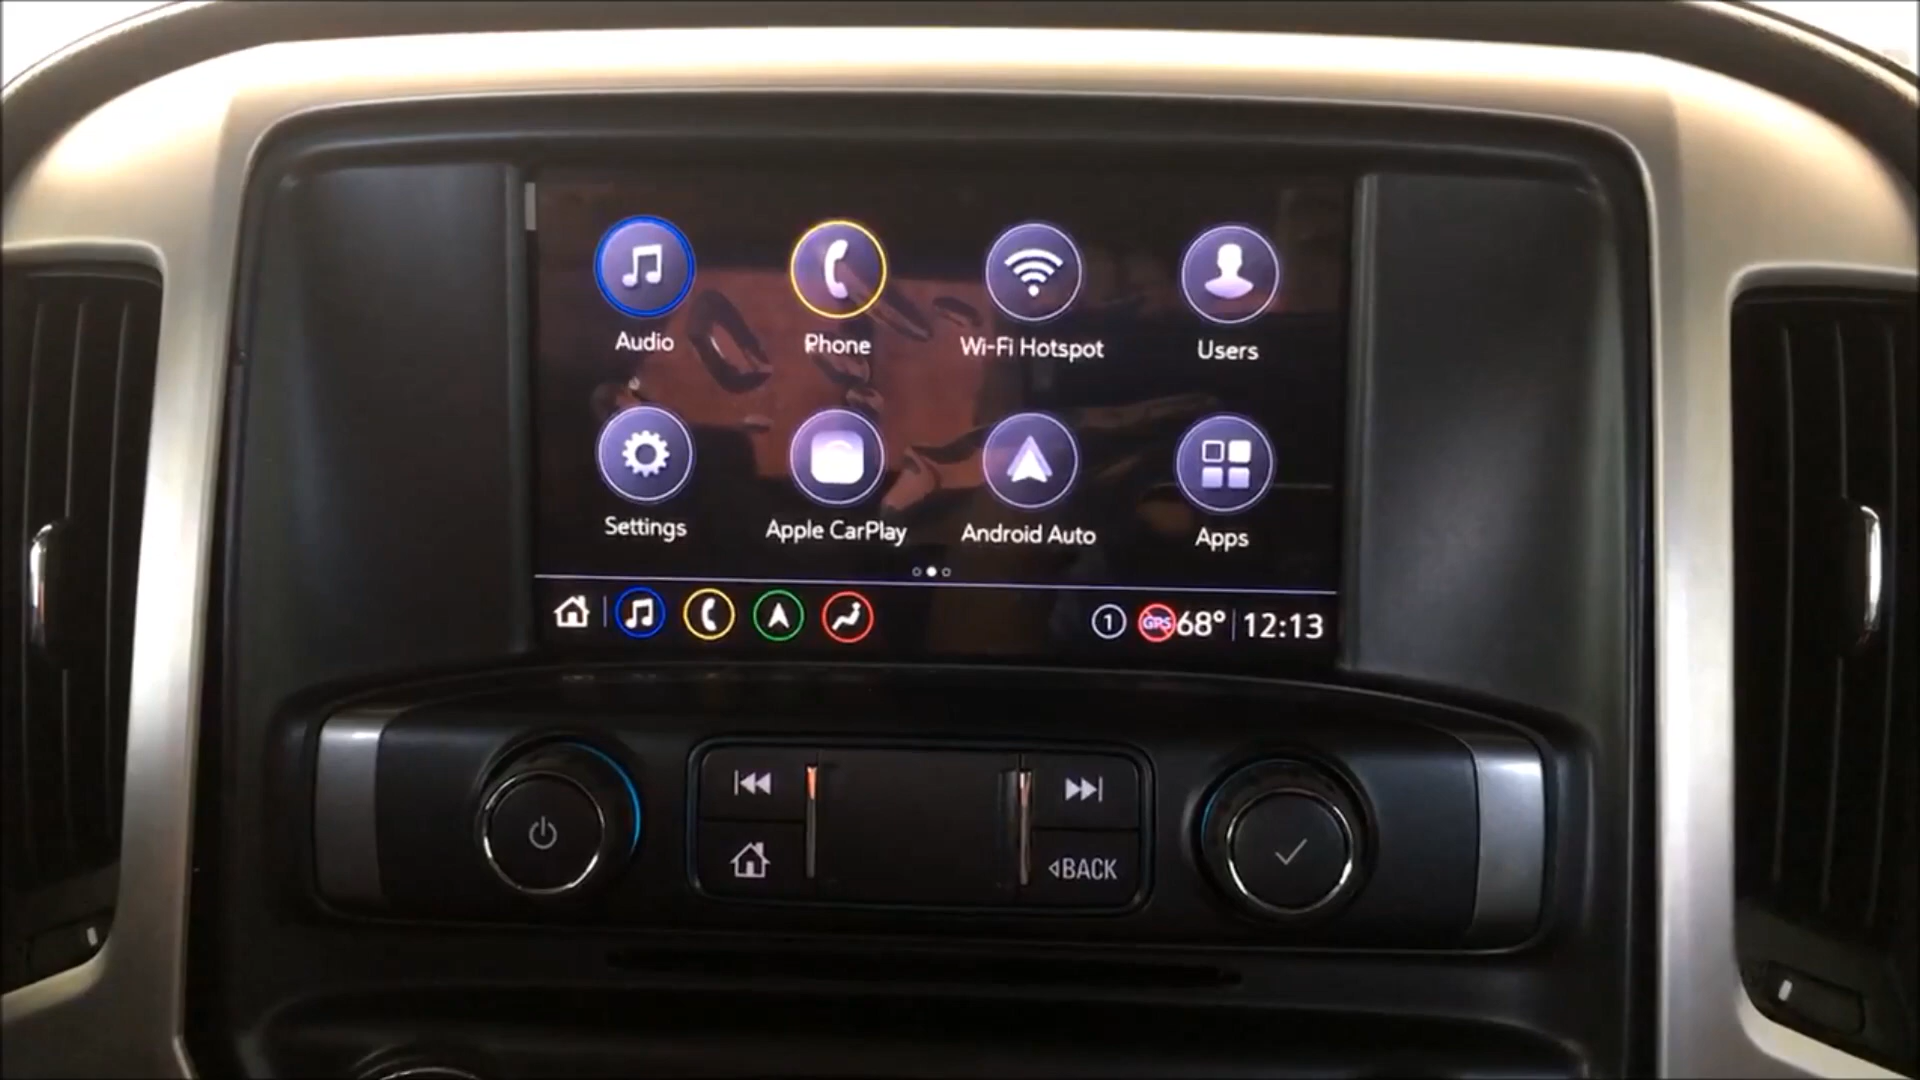 Audio Phone Wi-Fi Hotspot Users
Settings Apple CarPlay Android Auto Apps
1 GPS 68° 12:13
BACK